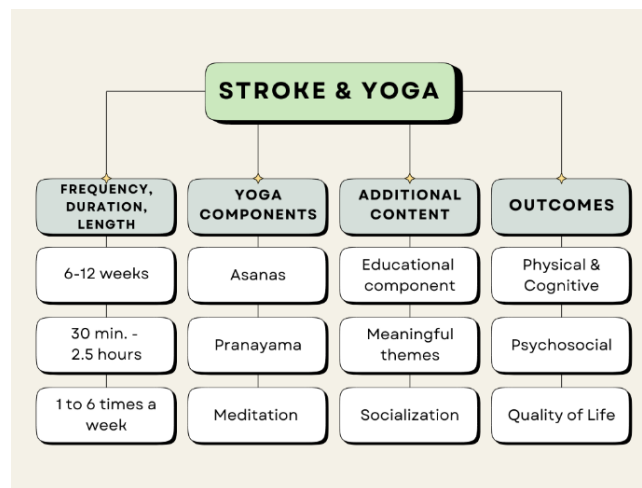 STROKE & YOGA
FREQUENCY,
DURATION,
LENGTH
6-12 weeks
30 min. -
2.5 hours
1 to 6 times a
week
YOGA
COMPONENTS
Asanas
Pranayama
Meditation
ADDITIONAL
CONTENT
Educational
component
Meaningful
themes
Socialization
OUTCOMES
Physical &
Cognitive
Psychosocial
Quality of Life